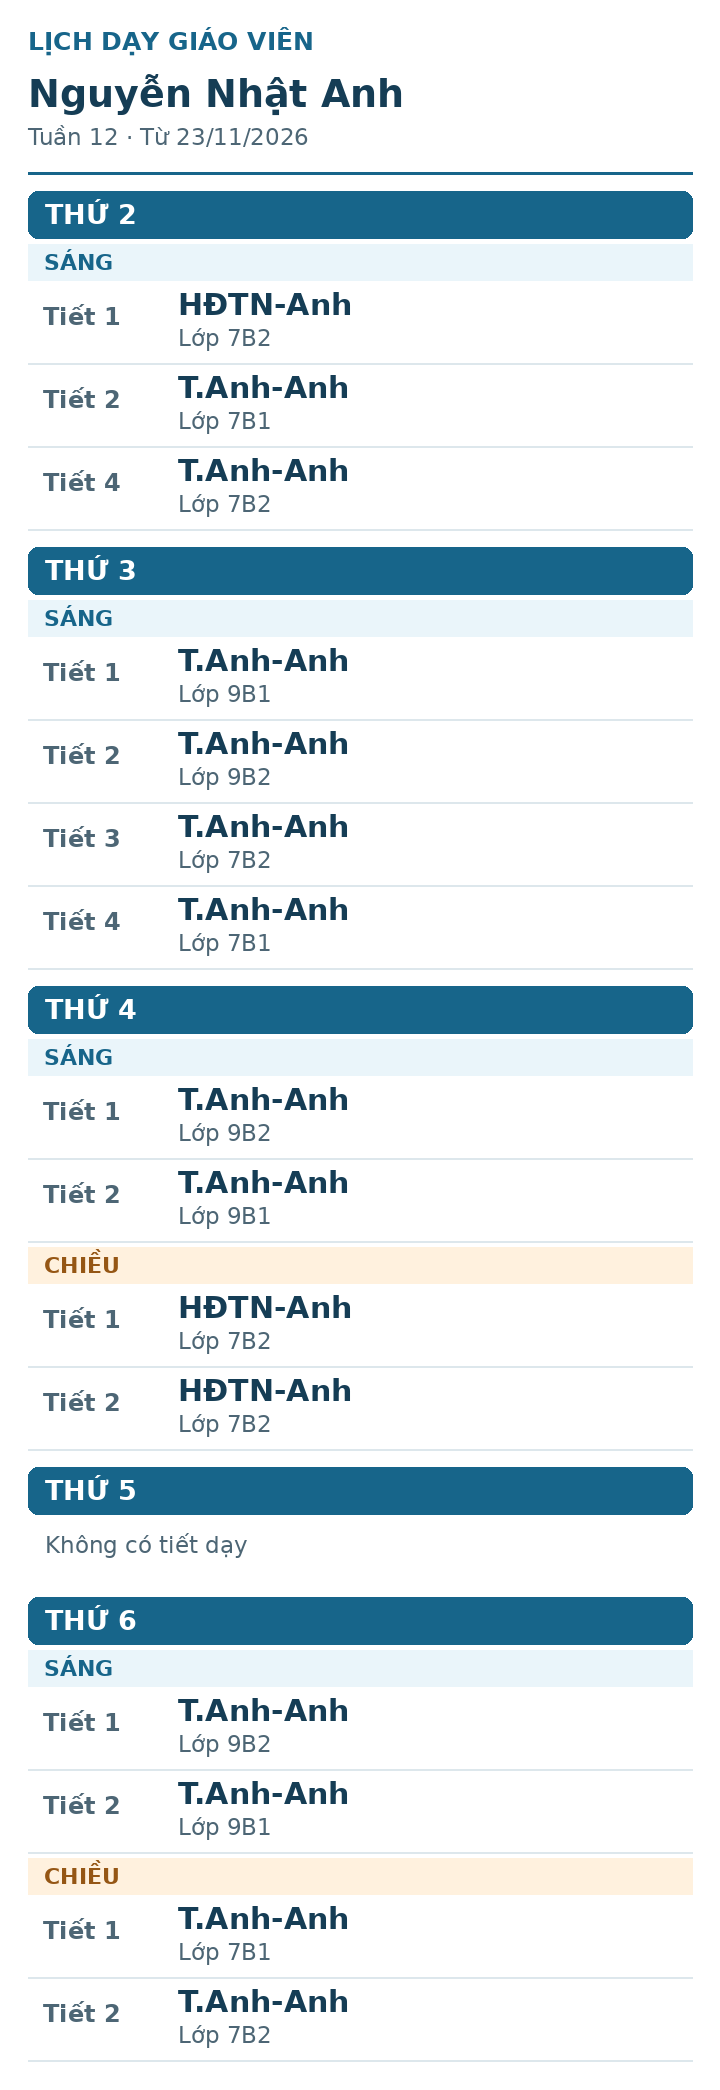 LỊCH DẠY GIÁO VIÊN
Nguyễn Nhật Anh
Tuần 12 · Từ 23/11/2026
THỨ 2
SÁNG
Tiết 1 HĐTN-Anh
Lớp 7B2
Tiết 2 T.Anh-Anh
Lớp 7B1
Tiết 4 T.Anh-Anh
Lớp 7B2
THỨ 3
SÁNG
Tiết 1 T.Anh-Anh
Lớp 9B1
Tiết 2 T.Anh-Anh
Lớp 9B2
Tiết 3 T.Anh-Anh
Lớp 7B2
Tiết 4 T.Anh-Anh
Lớp 7B1
THỨ 4
SÁNG
Tiết 1 T.Anh-Anh
Lớp 9B2
Tiết 2 T.Anh-Anh
Lớp 9B1
CHIỀU
Tiết 1 HĐTN-Anh
Lớp 7B2
Tiết 2 HĐTN-Anh
Lớp 7B2
THỨ 5
Không có tiết dạy
THỨ 6
SÁNG
Tiết 1 T.Anh-Anh
Lớp 9B2
Tiết 2 T.Anh-Anh
Lớp 9B1
CHIỀU
Tiết 1 T.Anh-Anh
Lớp 7B1
Tiết 2 T.Anh-Anh
Lớp 7B2